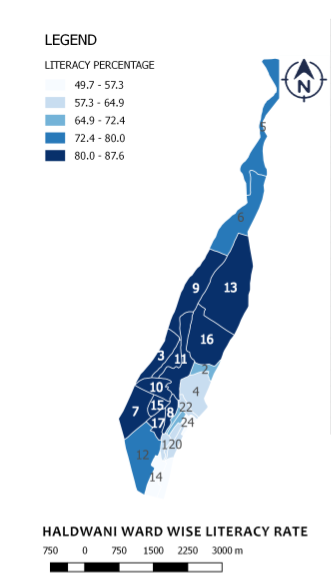 LEGEND
LITERACY PERCENTAGE
49.7 - 57.3
57.3 - 64.9
64.9 - 72.4
72.4 - 80.0
80.0 - 87.6
N
5
6
9
13
16
3
11
2
10
4
7
15
8
22
17
24
120
12
14
HALDWANI WARD WISE LITERACY RATE
750 0 750 1500 2250 3000 m